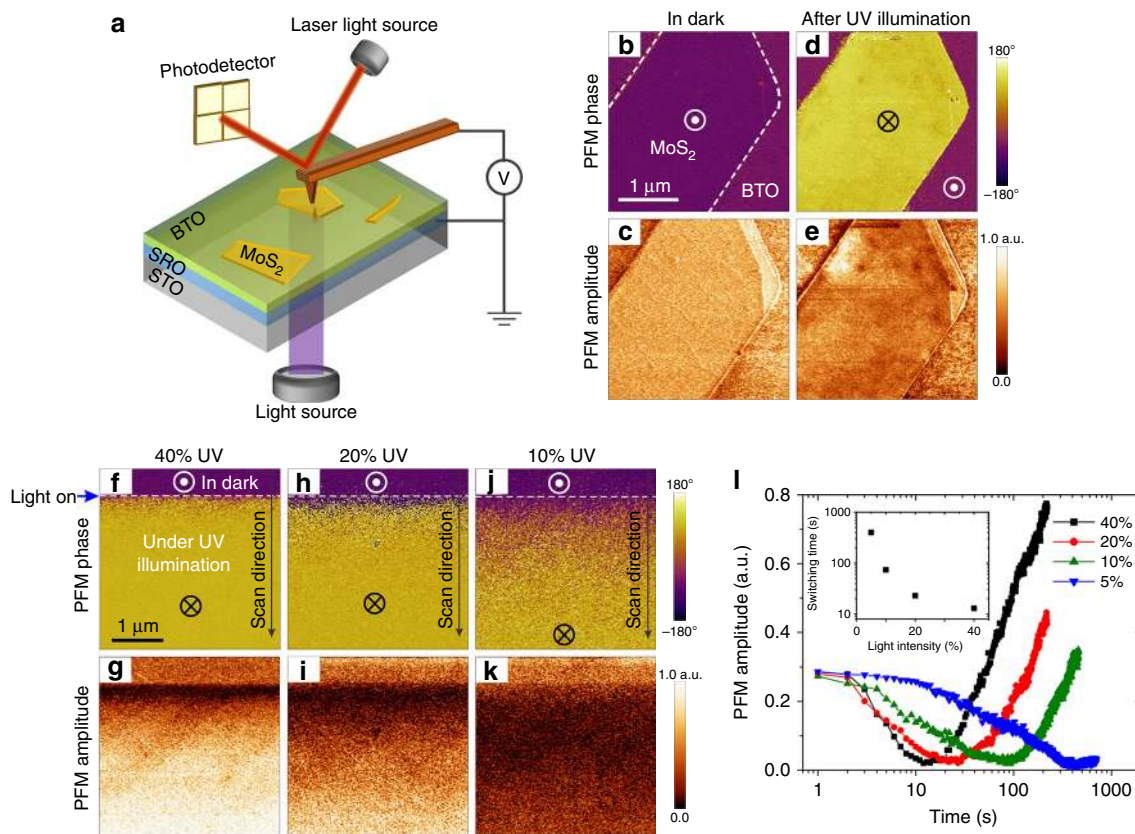 a
Laser light source
Photodetector
V
BTO
SRO
STO
MoS2
Light source
In dark
After UV illumination
b
d
PFM phase
MoS2
1 μm
BTO
180°
−180°
c
e
PFM amplitude
1.0 a.u.
0.0
40% UV
20% UV
10% UV
f
h
j
In dark
Light on
PFM phase
Under UV
illumination
1 μm
Scan direction
Scan direction
Scan direction
180°
−180°
g
i
k
PFM amplitude
1.0 a.u.
0.0
l
0.8
0.6
0.4
0.2
0.0
PFM amplitude (a.u.)
1
10
100
1000
Time (s)
40%
20%
10%
5%
Switching time (s)
1000
100
10
0
20
40
Light intensity (%)